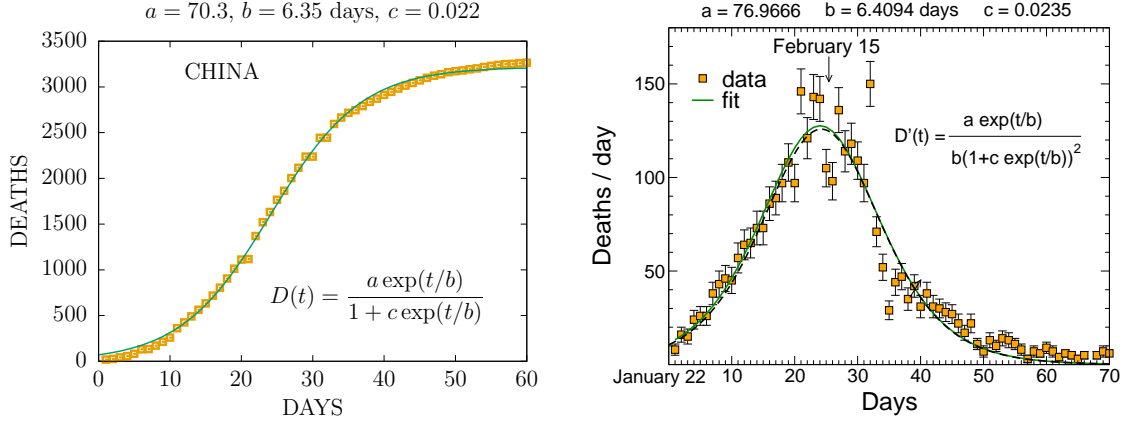 a = 70.3, b = 6.35 days, c = 0.022
3500
3000
2500
2000
1500
1000
500
0
DEATHS
CHINA
D(t) = a exp(t/b) / 1 + c exp(t/b)
0 10 20 30 40 50 60
DAYS
a = 76.9666 b = 6.4094 days c = 0.0235
February 15
150
100
50
Deaths / day
data
fit
D'(t) = a exp(t/b) / b(1+c exp(t/b))²
January 22 10 20 30 40 50 60 70
Days